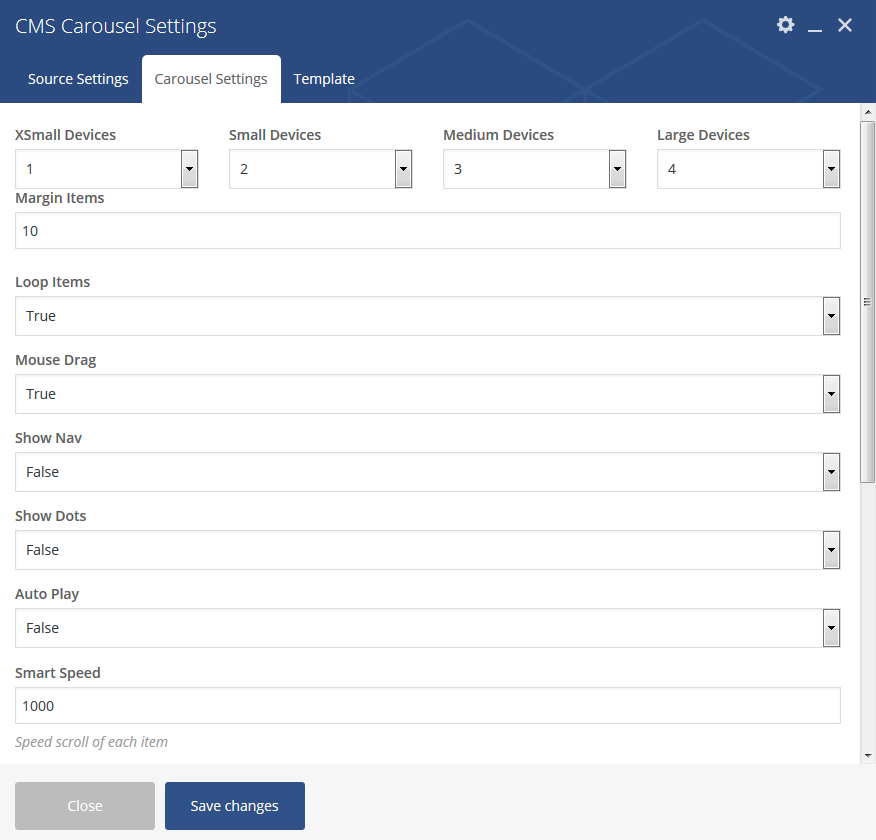 CMS Carousel Settings
Source Settings Carousel Settings Template
XSmall Devices Small Devices Medium Devices Large Devices
1 2 3 4
Margin Items
10
Loop Items
True
Mouse Drag
True
Show Nav
False
Show Dots
False
Auto Play
False
Smart Speed
1000
Speed scroll of each item
Close Save changes